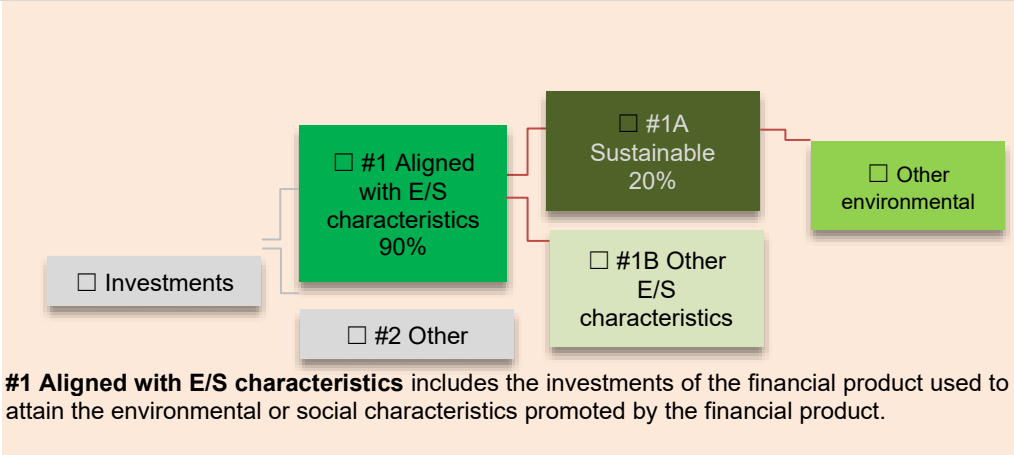 ☐ Investments
☐ #1 Aligned
with E/S
characteristics
90%
☐ #2 Other
☐ #1A
Sustainable
20%
☐ #1B Other
E/S
characteristics
☐ Other
environmental
#1 Aligned with E/S characteristics includes the investments of the financial product used to
attain the environmental or social characteristics promoted by the financial product.